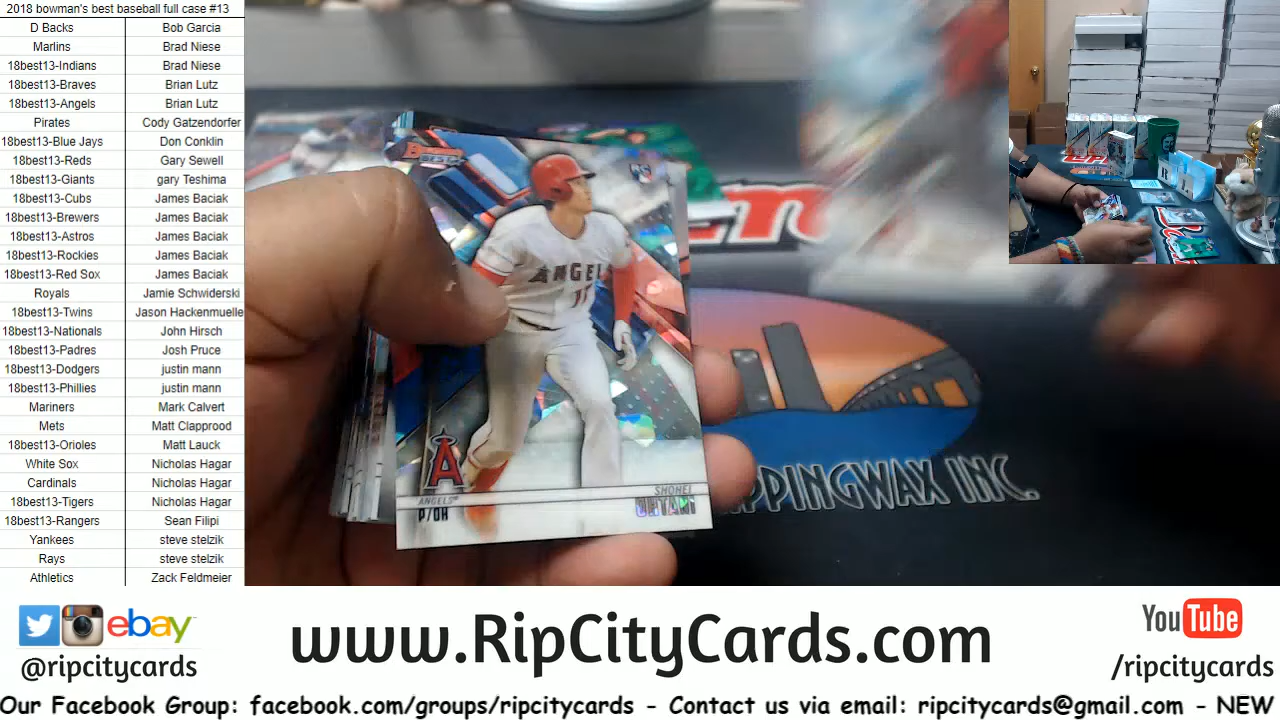 2018 bowman's best baseball full case #13
D Backs Bob Garcia
Marlins Brad Niese
18best13-Indians Brad Niese
18best13-Braves Brian Lutz
18best13-Angels Brian Lutz
Pirates Cody Gatzendorfer
18best13-Blue Jays Don Conklin
18best13-Reds Gary Sewell
18best13-Giants gary Teshima
18best13-Cubs James Baciak
18best13-Brewers James Baciak
18best13-Astros James Baciak
18best13-Rockies James Baciak
18best13-Red Sox James Baciak
Royals Jamie Schwiderski
18best13-Twins Jason Hackenmuelle
18best13-Nationals John Hirsch
18best13-Padres Josh Pruce
18best13-Dodgers justin mann
18best13-Phillies justin mann
Mariners Mark Calvert
Mets Matt Clapprood
18best13-Orioles Matt Lauck
White Sox Nicholas Hagar
Cardinals Nicholas Hagar
18best13-Tigers Nicholas Hagar
18best13-Rangers Sean Filipi
Yankees steve stelzik
Rays steve stelzik
Athletics Zack Feldmeier
BOWMAN'S
BEST
ANGELS
A
ANGELS
P/DH
SHOHEI
OHTANI
PPINGWAX INC.
ebay
@ripcitycards
www.RipCityCards.com
YouTube
/ripcitycards
Our Facebook Group: facebook.com/groups/ripcitycards - Contact us via email: ripcitycards@gmail.com - NEW